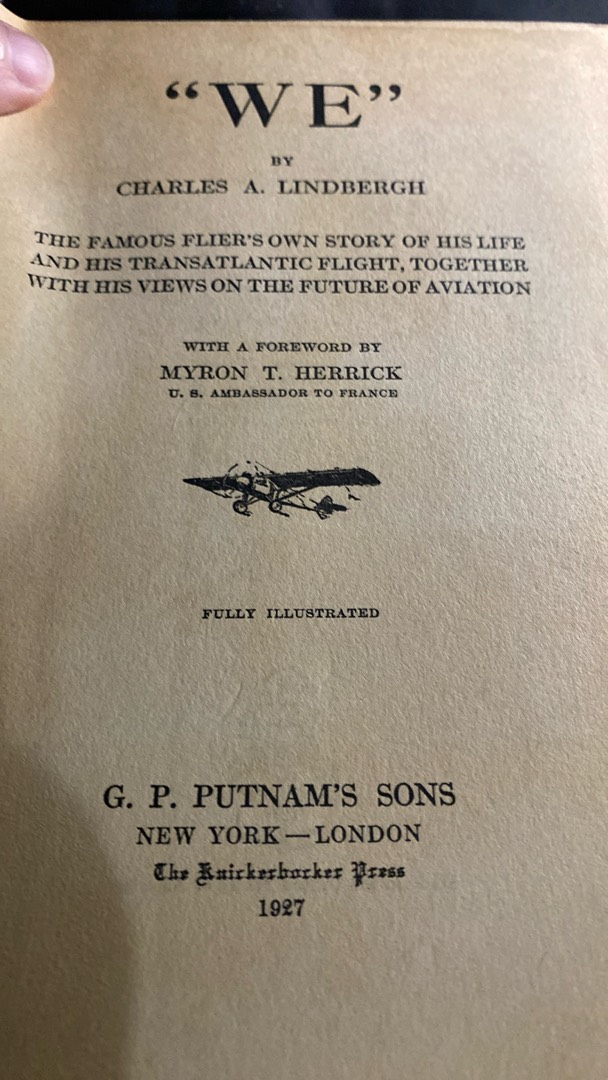 “WE”
BY
CHARLES A. LINDBERGH
THE FAMOUS FLIER'S OWN STORY OF HIS LIFE
AND HIS TRANSATLANTIC FLIGHT, TOGETHER
WITH HIS VIEWS ON THE FUTURE OF AVIATION
WITH A FOREWORD BY
MYRON T. HERRICK
U. S. AMBASSADOR TO FRANCE
FULLY ILLUSTRATED
G. P. PUTNAM'S SONS
NEW YORK — LONDON
The Knickerbocker Press
1927